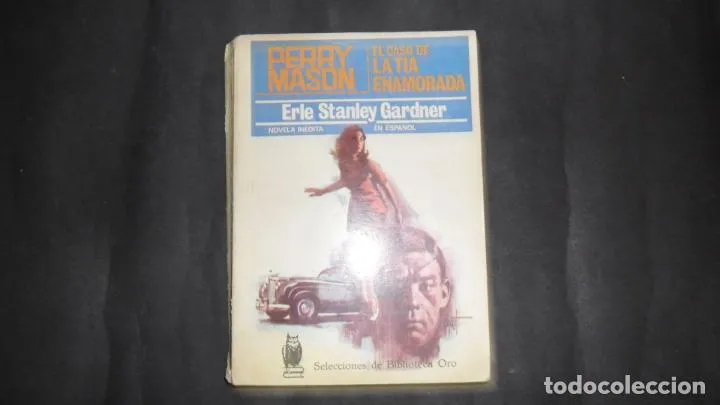 PERRY MASON
EL CASO DE
LA TIA
ENAMORADA
Erle Stanley Gardner
NOVELA INEDITA EN ESPAÑOL
Selecciones de Biblioteca Oro
todocoleccion